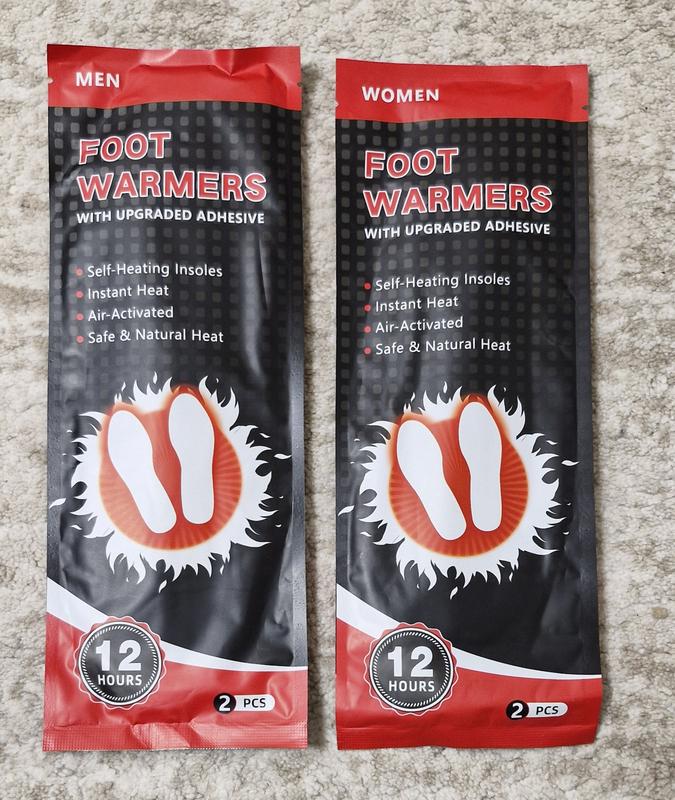 MEN
FOOT
WARMERS
WITH UPGRADED ADHESIVE
Self-Heating Insoles
Instant Heat
Air-Activated
Safe & Natural Heat
12
HOURS
2 PCS
WOMEN
FOOT
WARMERS
WITH UPGRADED ADHESIVE
Self-Heating Insoles
Instant Heat
Air-Activated
Safe & Natural Heat
12
HOURS
2 PCS